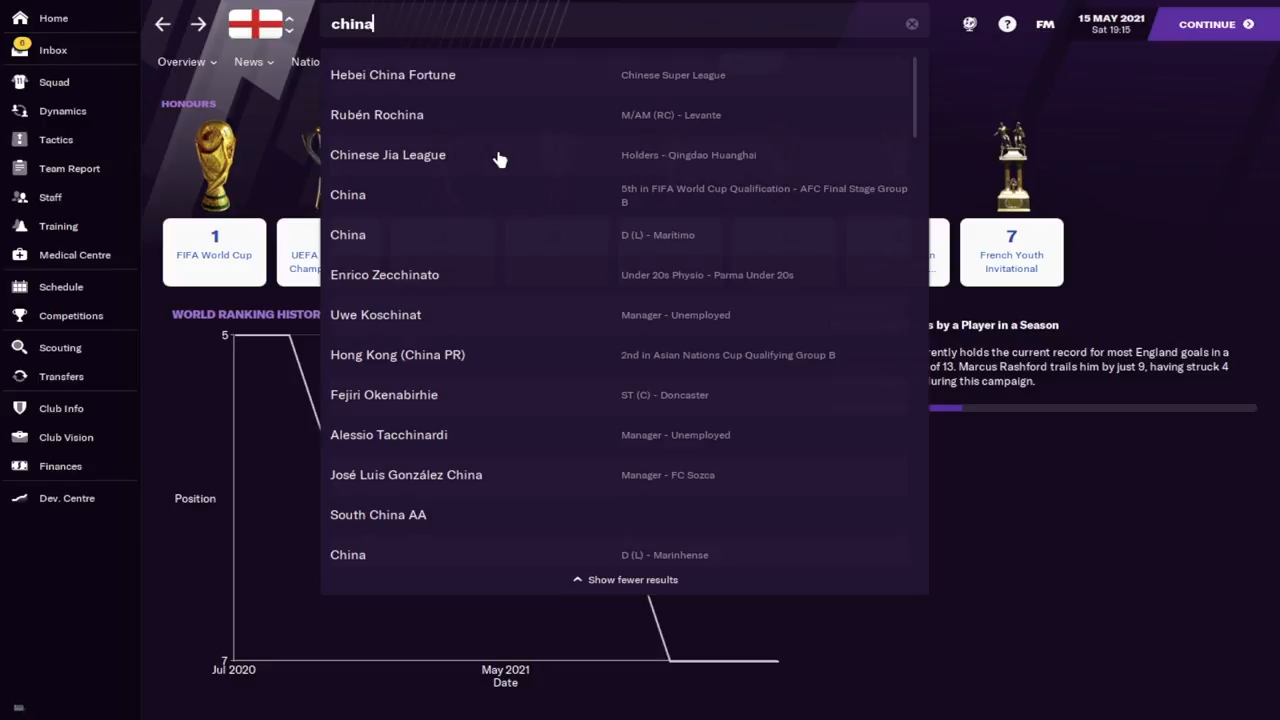 Home
china
15 MAY 2021
Sat 19:15
FM
CONTINUE
6
Inbox
Squad
Dynamics
Tactics
Team Report
Staff
Training
Medical Centre
Schedule
Competitions
Scouting
Transfers
Club Info
Club Vision
Finances
Dev. Centre
Overview
News
Natio
HONOURS
1
FIFA World Cup
UEFA
Champ
n
...
7
French Youth
Invitational
Hebei China Fortune
Chinese Super League
Rubén Rochina
M/AM (RC) - Levante
Chinese Jia League
Holders - Qingdao Huanghai
China
5th in FIFA World Cup Qualification - AFC Final Stage Group
B
China
D (L) - Marítimo
Enrico Zecchinato
Under 20s Physio - Parma Under 20s
Uwe Koschinat
Manager - Unemployed
Hong Kong (China PR)
2nd in Asian Nations Cup Qualifying Group B
Fejiri Okenabirhie
ST (C) - Doncaster
Alessio Tacchinardi
Manager - Unemployed
José Luis González China
Manager - FC Sozca
South China AA
China
D (L) - Marinhense
Show fewer results
WORLD RANKING HISTOR
5
7
Position
Jul 2020
May 2021
Date
s by a Player in a Season
rently holds the current record for most England goals in a
of 13. Marcus Rashford trails him by just 9, having struck 4
during this campaign.